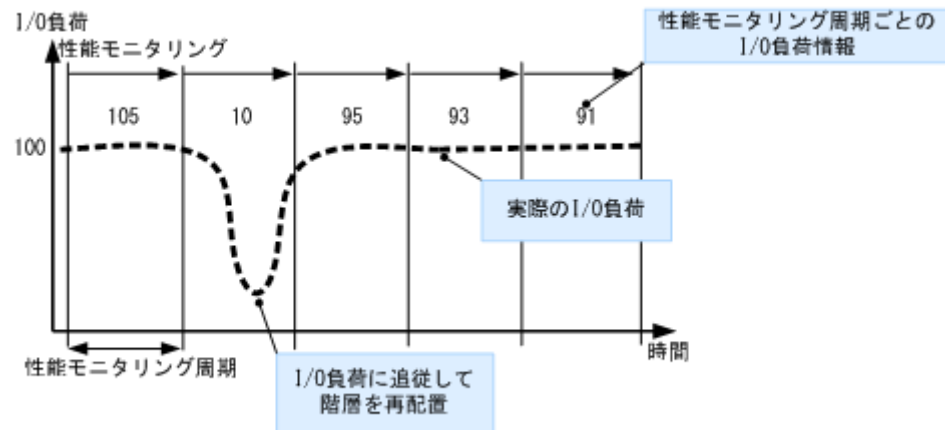 I/O負荷
性能モニタリング
性能モニタリング周期ごとの
I/O負荷情報
105
10
95
93
91
100
実際のI/O負荷
時間
性能モニタリング周期
I/O負荷に追従して
階層を再配置